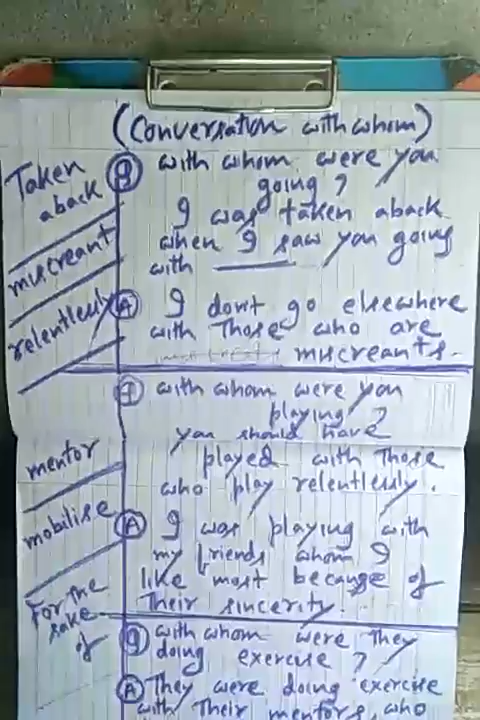 (Conversation with whom)
Taken
aback
Q with whom were you
going?
I was taken aback
when I saw you going
with
miscreant
relentlessly
A I don't go elsewhere
with those who are
miscreants.
Q with whom were you
playing?
you should have
played with those
who play relentlessly.
mentor
mobilise
A I was playing with
my friends whom I
like most because of
their sincerity.
For the
sake
of
Q with whom were they
doing exercise?
A They were doing exercise
with their mentors, who